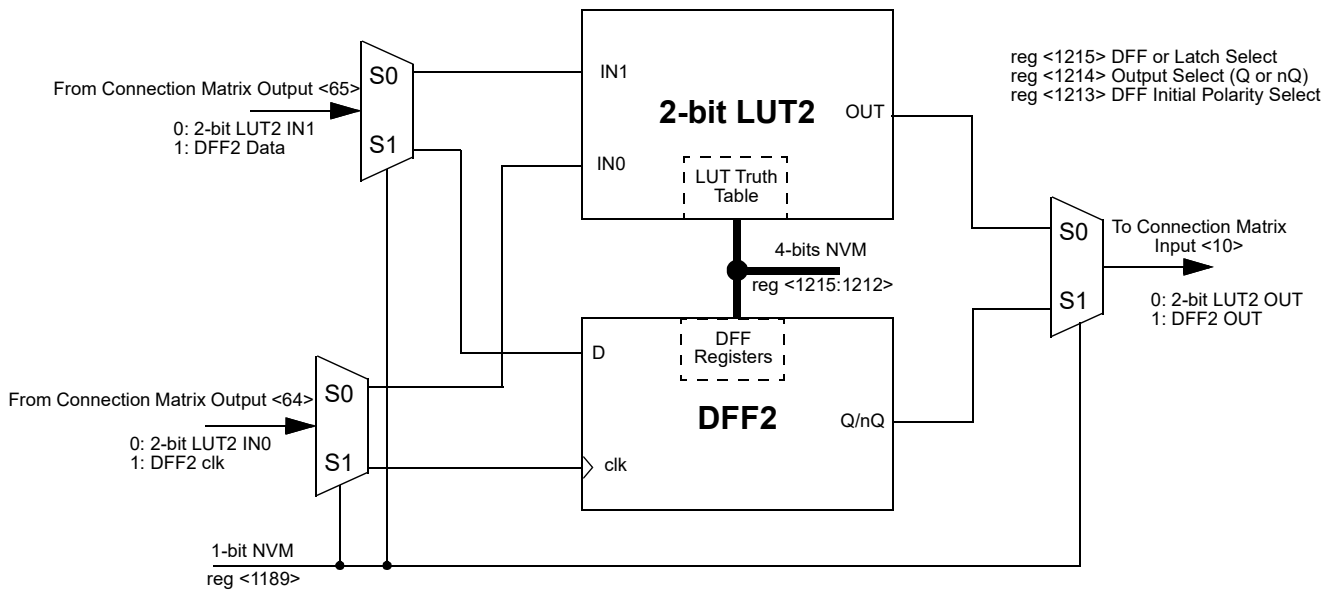 reg <1215> DFF or Latch Select
reg <1214> Output Select (Q or nQ)
reg <1213> DFF Initial Polarity Select
From Connection Matrix Output <65>
0: 2-bit LUT2 IN1
1: DFF2 Data
S0
S1
IN1
IN0
2-bit LUT2
OUT
LUT Truth
Table
4-bits NVM
reg <1215:1212>
S0
S1
To Connection Matrix
Input <10>
0: 2-bit LUT2 OUT
1: DFF2 OUT
From Connection Matrix Output <64>
0: 2-bit LUT2 IN0
1: DFF2 clk
S0
S1
D
clk
DFF
Registers
DFF2
Q/nQ
1-bit NVM
reg <1189>